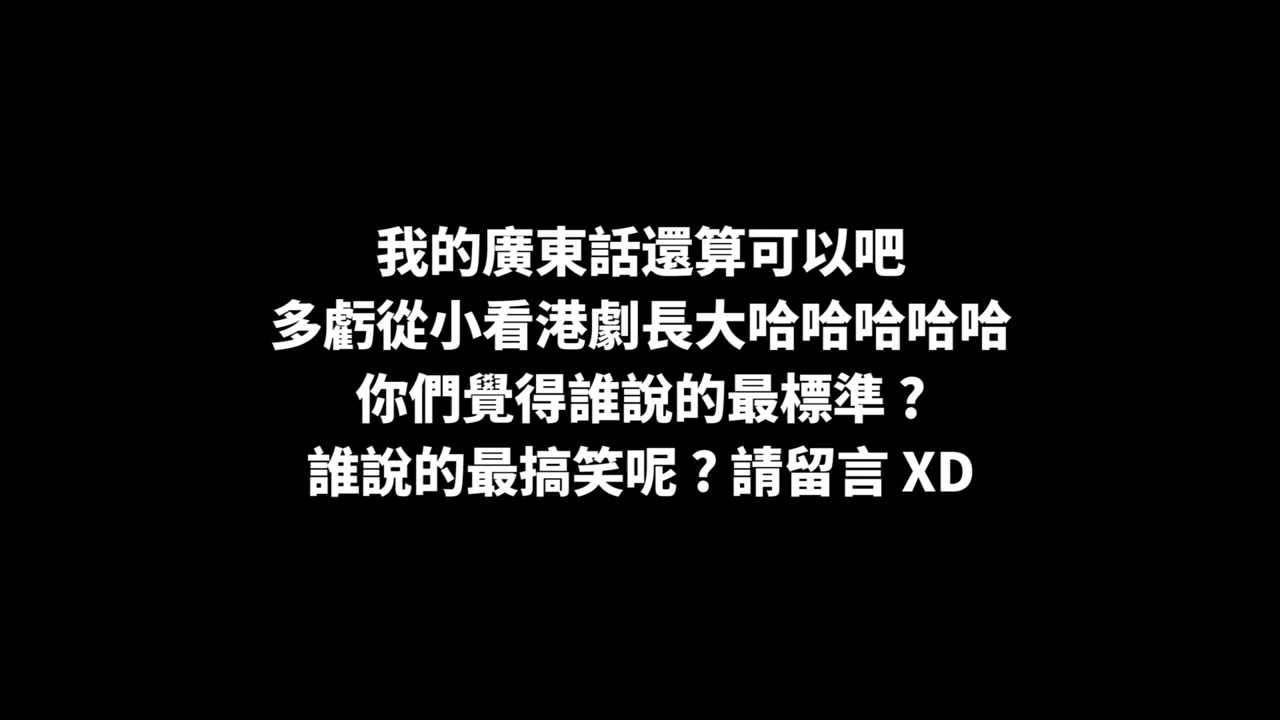 我的廣東話還算可以吧
多虧從小看港劇長大哈哈哈哈哈
你們覺得誰說的最標準？
誰說的最搞笑呢？請留言 XD